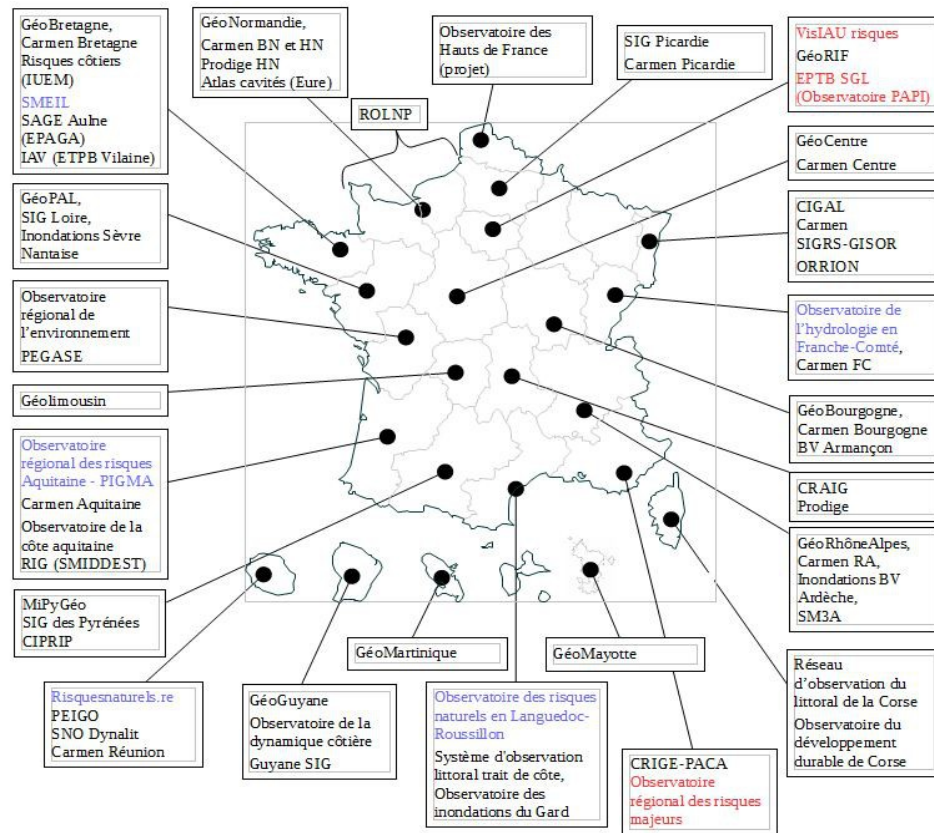 GéoBretagne,
Carmen Bretagne
Risques côtiers
(IUEM)
SMEIL
SAGE Aulne
(EPAGA)
IAV (ETPB Vilaine)
GéoNormandie,
Carmen BN et HN
Prodige HN
Atlas cavités (Eure)
Observatoire des
Hauts de France
(projet)
SIG Picardie
Carmen Picardie
VisIAU risques
GéoRIF
EPTB SGL
(Observatoire PAPI)
ROLNP
GéoCentre
Carmen Centre
GéoPAL,
SIG Loire,
Inondations Sèvre
Nantaise
CIGAL
Carmen
SIGRS-GISOR
ORRION
Observatoire
régional de
l’environnement
PEGASE
Observatoire de
l’hydrologie en
Franche-Comté,
Carmen FC
Géolimousin
GéoBourgogne,
Carmen Bourgogne
BV Armançon
Observatoire
régional des risques
Aquitaine - PIGMA
Carmen Aquitaine
Observatoire de la
côte aquitaine
RIG (SMIDDEST)
CRAIG
Prodige
GéoRhôneAlpes,
Carmen RA,
Inondations BV
Ardèche,
SM3A
MiPyGéo
SIG des Pyrénées
CIPRIP
GéoMartinique
GéoMayotte
Réseau
d’observation du
littoral de la Corse
Observatoire du
développement
durable de Corse
Risquesnaturels.re
PEIGO
SNO Dynalit
Carmen Réunion
GéoGuyane
Observatoire de la
dynamique côtière
Guyane SIG
Observatoire des risques
naturels en Languedoc-
Roussillon
Système d'observation
littoral trait de côte,
Observatoire des
inondations du Gard
CRIGE-PACA
Observatoire
régional des risques
majeurs